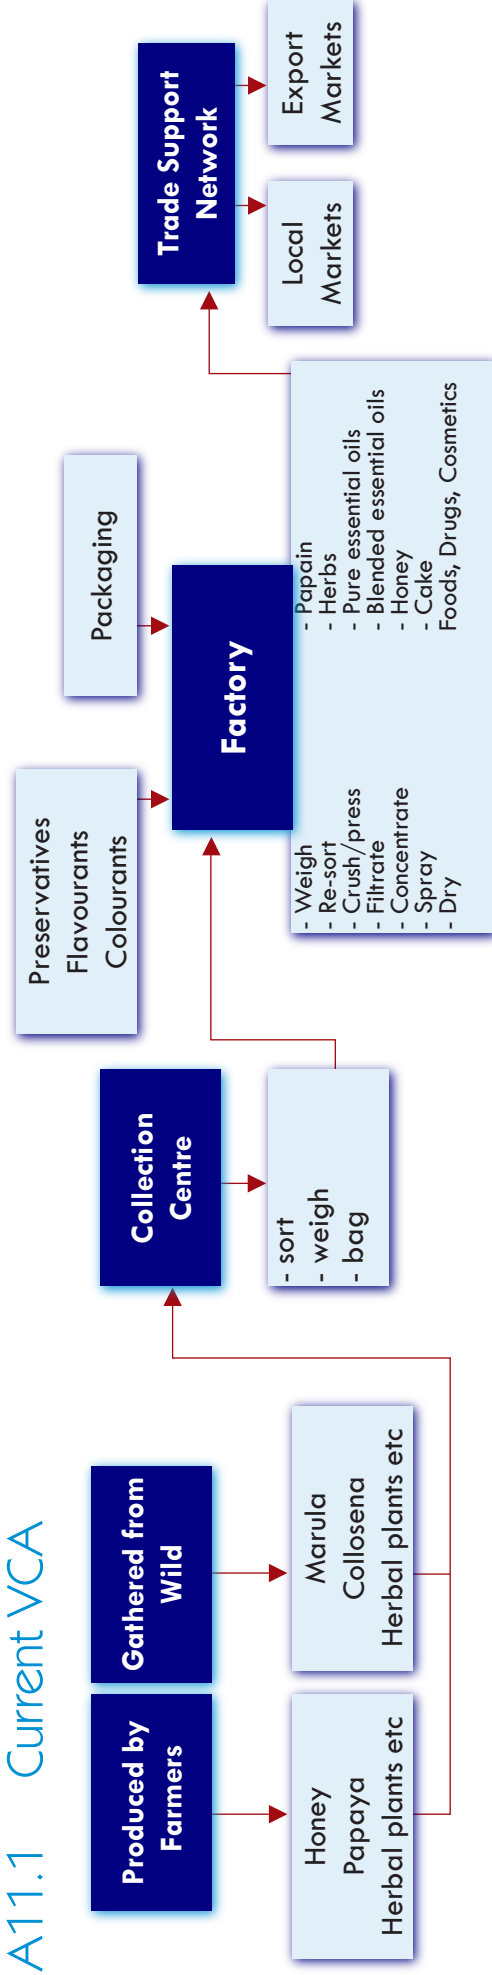 A11.1 Current VCA
Produced by
Farmers
Honey
Papaya
Herbal plants etc
Gathered from
Wild
Marula
Collosena
Herbal plants etc
Collection
Centre
- sort
- weigh
- bag
Preservatives
Flavourants
Colourants
Packaging
Factory
- Weigh
- Re-sort
- Crush/press
- Filtrate
- Concentrate
- Spray
- Dry
- Papain
- Herbs
- Pure essential oils
- Blended essential oils
- Honey
- Cake
Foods, Drugs, Cosmetics
Trade Support
Network
Local
Markets
Export
Markets